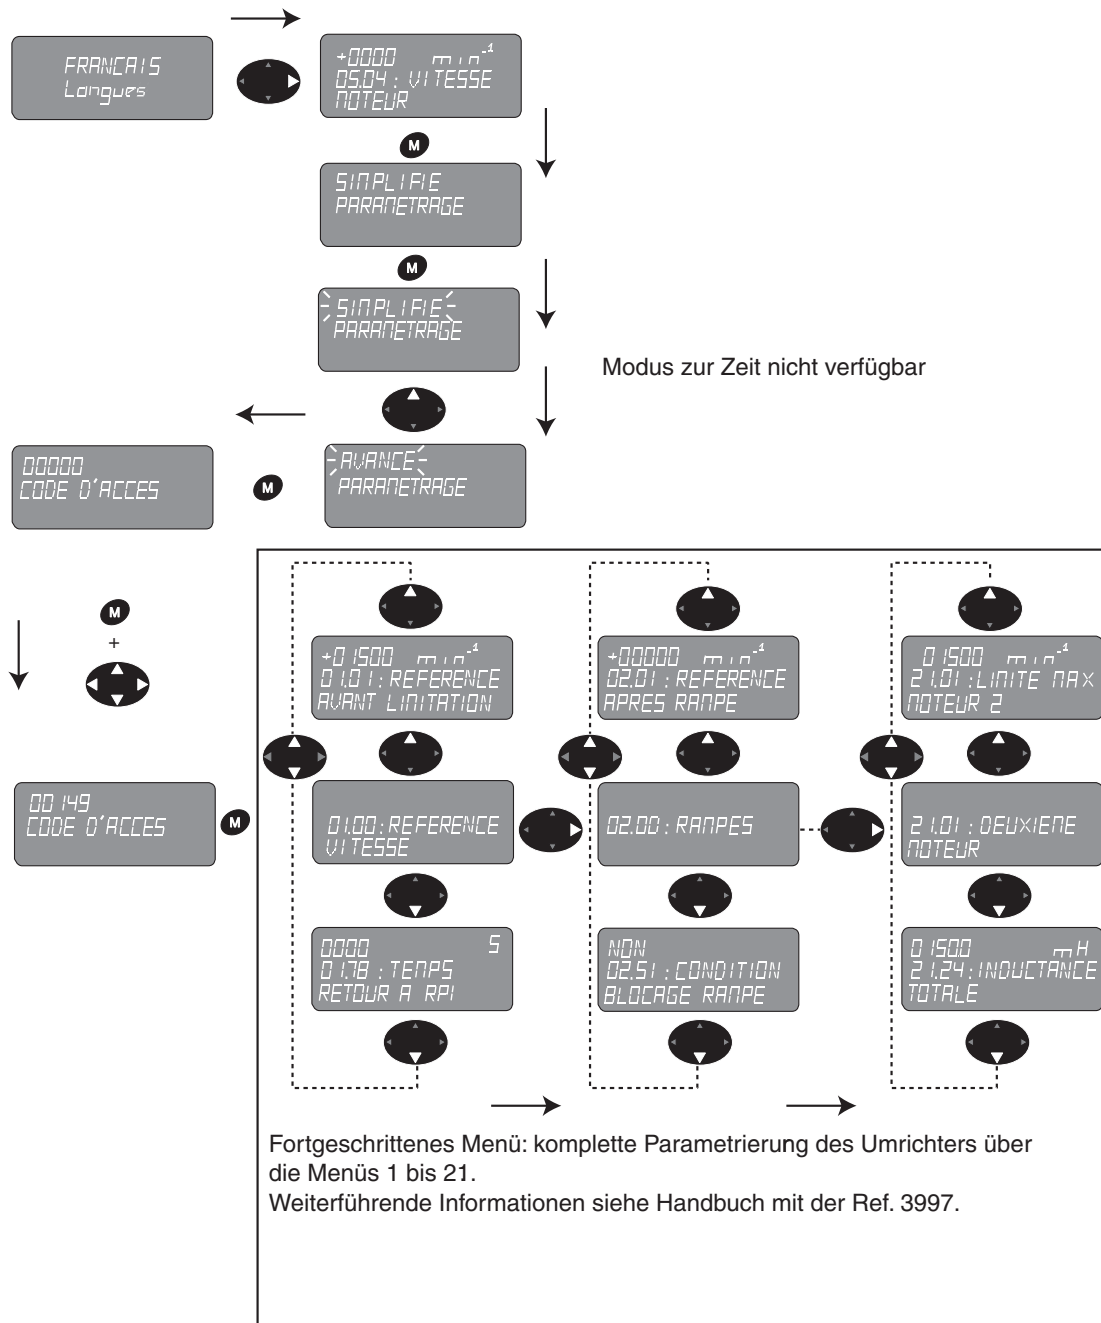 FRANCAIS
Langues
+0000 min-1
05.04 : VITESSE
MOTEUR
M
SIMPLIFIE
PARAMETRAGE
M
SIMPLIFIE
PARAMETRAGE
Modus zur Zeit nicht verfügbar
00000
CODE D'ACCES
M
AVANCE
PARAMETRAGE
M
+
00149
CODE D'ACCES
M
+01500 min-1
01.01 : REFERENCE
AVANT LIMITATION
01.00:REFERENCE
VITESSE
0000 S
01.78 : TEMPS
RETOUR A RPI
+00000 min-1
02.01 : REFERENCE
APRES RAMPE
02.00: RAMPES
NON
02.51 : CONDITION
BLOCAGE RAMPE
01500 min-1
21.01 :LIMITE MAX
MOTEUR 2
21.01 : DEUXIEME
MOTEUR
01500 mH
21.24: INDUCTANCE
TOTALE
Fortgeschrittenes Menü: komplette Parametrierung des Umrichters über
die Menüs 1 bis 21.
Weiterführende Informationen siehe Handbuch mit der Ref. 3997.